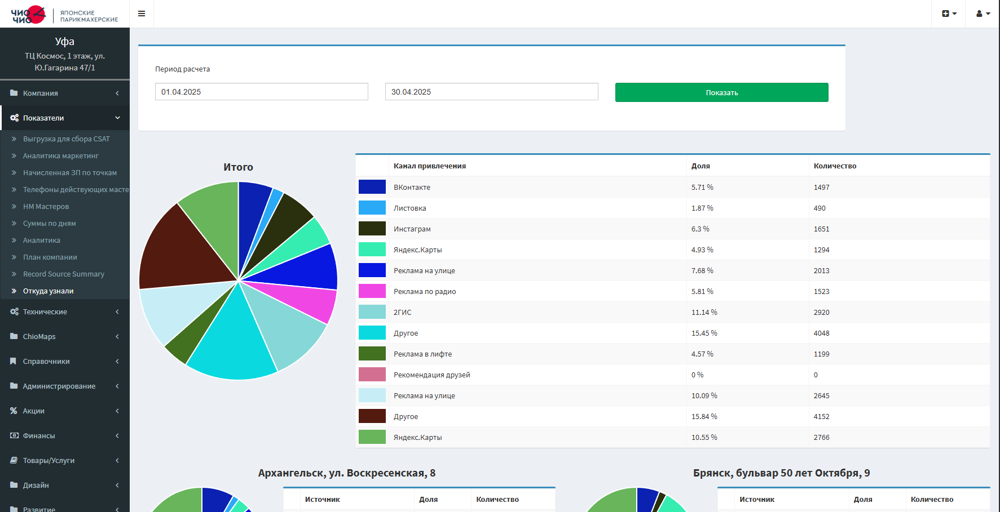 ЧИО ЧИО
ЯПОНСКИЕ
ПАРИКМАХЕРСКИЕ
Уфа
ТЦ Космос, 1 этаж, ул.
Ю.Гагарина 47/1
Компания
Показатели
Выгрузка для сбора CSAT
Аналитика маркетинг
Начисленная ЗП по точкам
Телефоны действующих масте
НМ Мастеров
Суммы по дням
Аналитика
План компании
Record Source Summary
Откуда узнали
Технические
ChioMaps
Справочники
Администрирование
Акции
Финансы
Товары/Услуги
Дизайн
Развитие
Период расчета
01.04.2025 30.04.2025 Показать
Итого
Канал привлечения Доля Количество
ВКонтакте 5.71 % 1497
Листовка 1.87 % 490
Инстаграм 6.3 % 1651
Яндекс.Карты 4.93 % 1294
Реклама на улице 7.68 % 2013
Реклама по радио 5.81 % 1523
2ГИС 11.14 % 2920
Другое 15.45 % 4048
Реклама в лифте 4.57 % 1199
Рекомендация друзей 0 % 0
Реклама на улице 10.09 % 2645
Другое 15.84 % 4152
Яндекс.Карты 10.55 % 2766
Архангельск, ул. Воскресенская, 8
Источник Доля Количество
Брянск, бульвар 50 лет Октября, 9
Источник Доля Количество